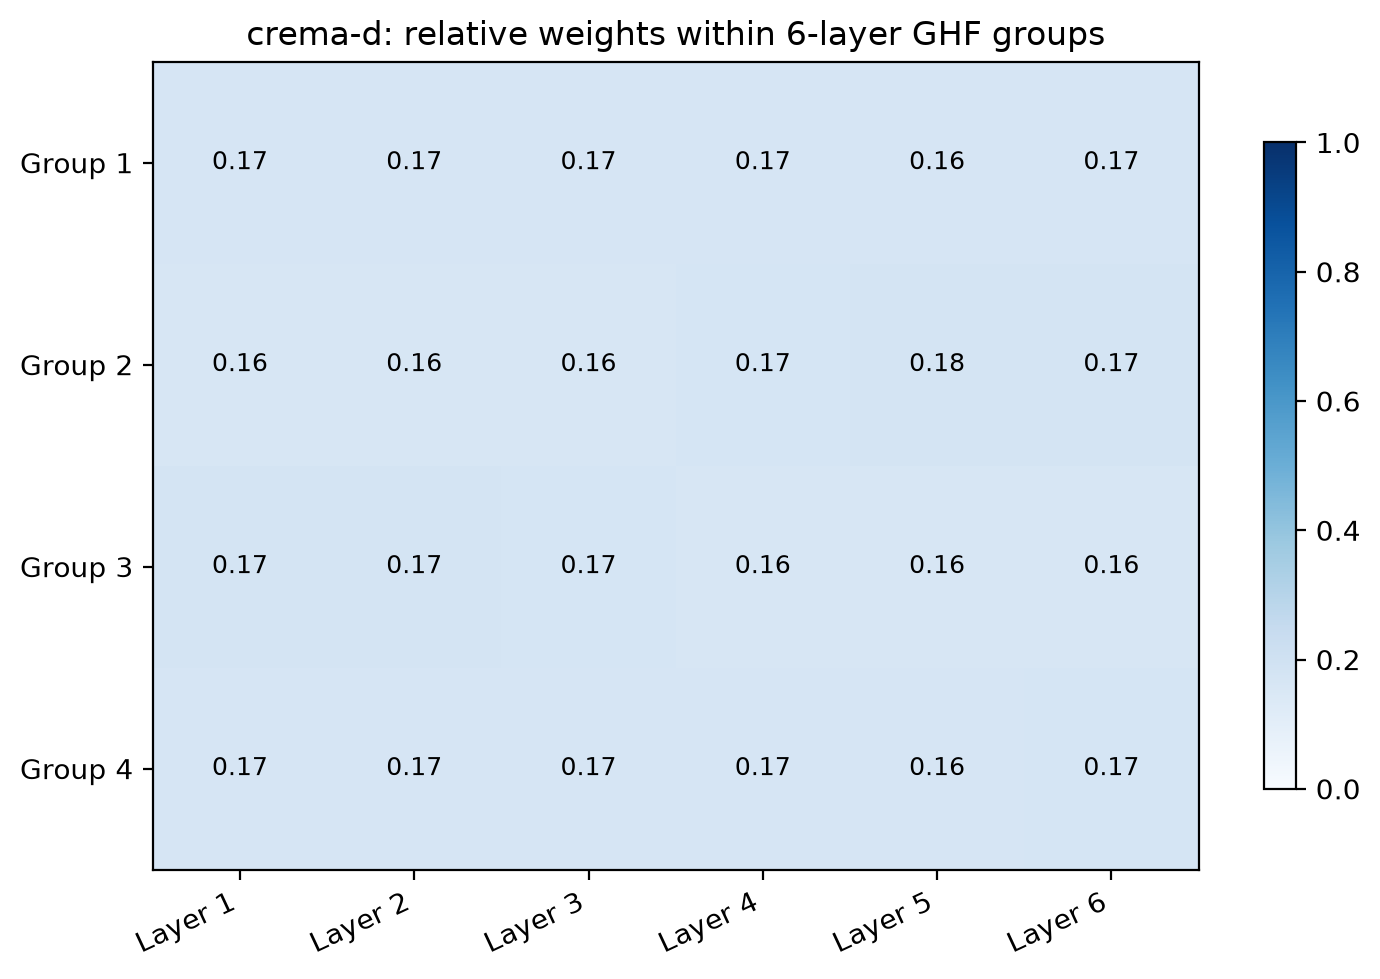 crema-d: relative weights within 6-layer GHF groups
Group 1 0.17 0.17 0.17 0.17 0.16 0.17
Group 2 0.16 0.16 0.16 0.17 0.18 0.17
Group 3 0.17 0.17 0.17 0.16 0.16 0.16
Group 4 0.17 0.17 0.17 0.17 0.16 0.17
Layer 1 Layer 2 Layer 3 Layer 4 Layer 5 Layer 6
1.0
0.8
0.6
0.4
0.2
0.0